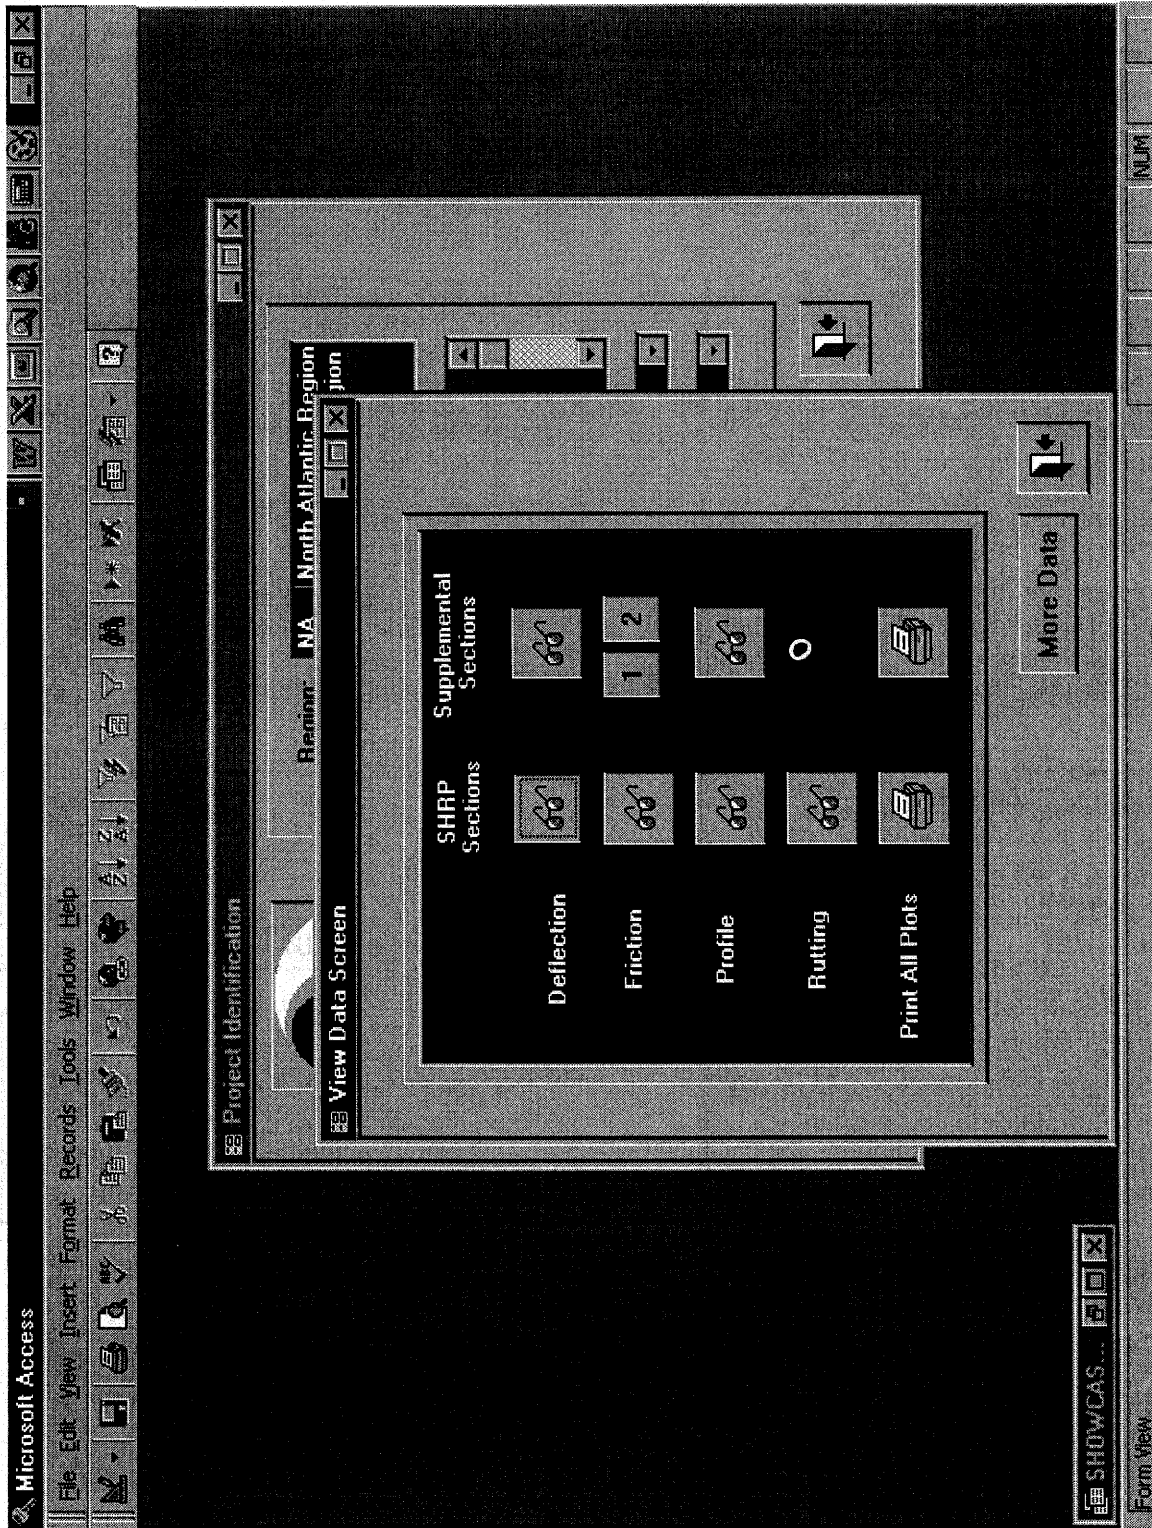 Microsoft Access
File Edit View Insert Format Records Tools Window Help
Project Identification
Region:
NA North Atlantic Region
View Data Screen
SHRP Sections
Supplemental Sections
Deflection
Friction 1 2
Profile
Rutting
Print All Plots
More Data
SHOWCAS...
Form View
NUM